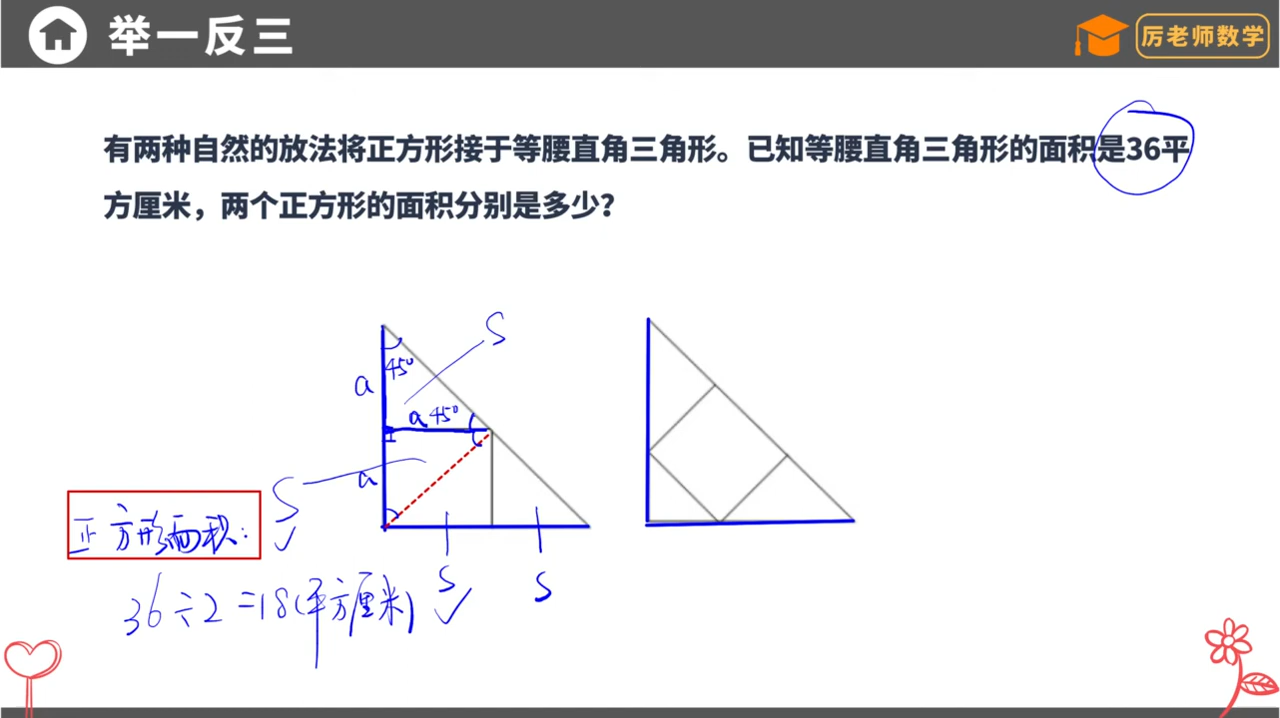 举一反三
厉老师数学
有两种自然的放法将正方形接于等腰直角三角形。已知等腰直角三角形的面积是36平
方厘米，两个正方形的面积分别是多少?
S
45°
a
a 45°
a
S
正方形面积:
S
S
36÷2=18(平方厘米)